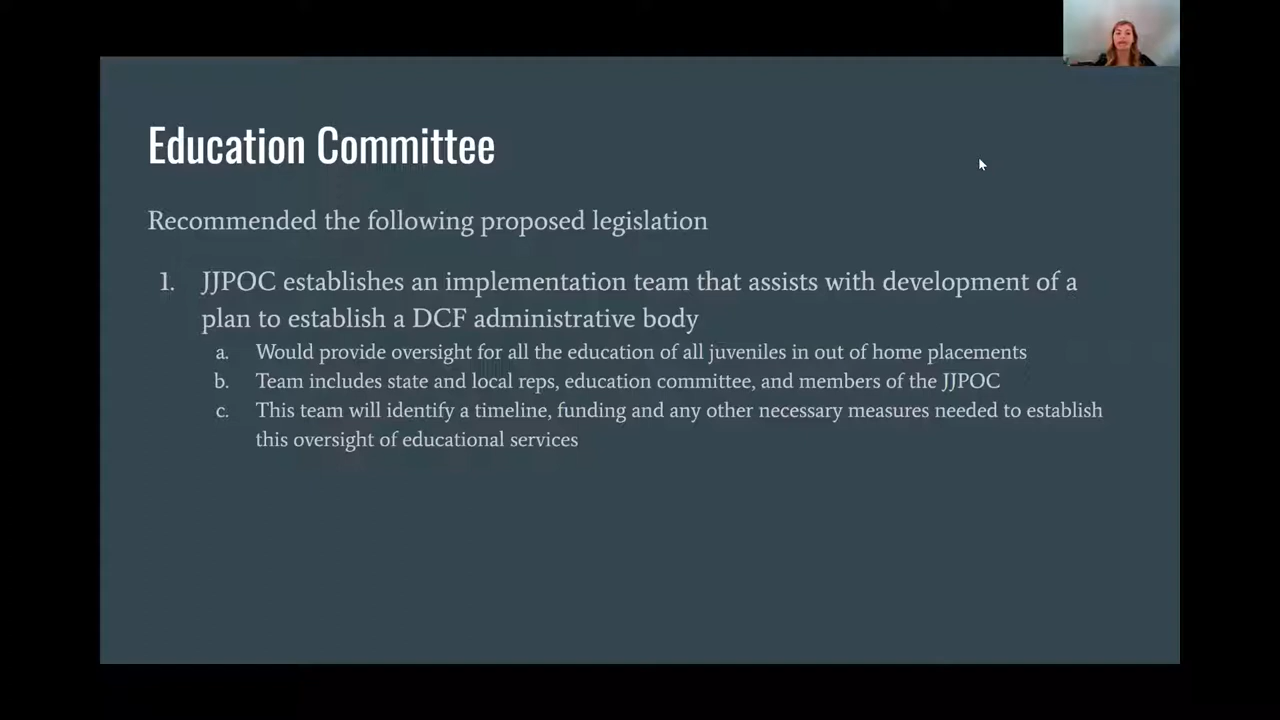 Education Committee
Recommended the following proposed legislation
1. JJPOC establishes an implementation team that assists with development of a
plan to establish a DCF administrative body
a. Would provide oversight for all the education of all juveniles in out of home placements
b. Team includes state and local reps, education committee, and members of the JJPOC
c. This team will identify a timeline, funding and any other necessary measures needed to establish
this oversight of educational services